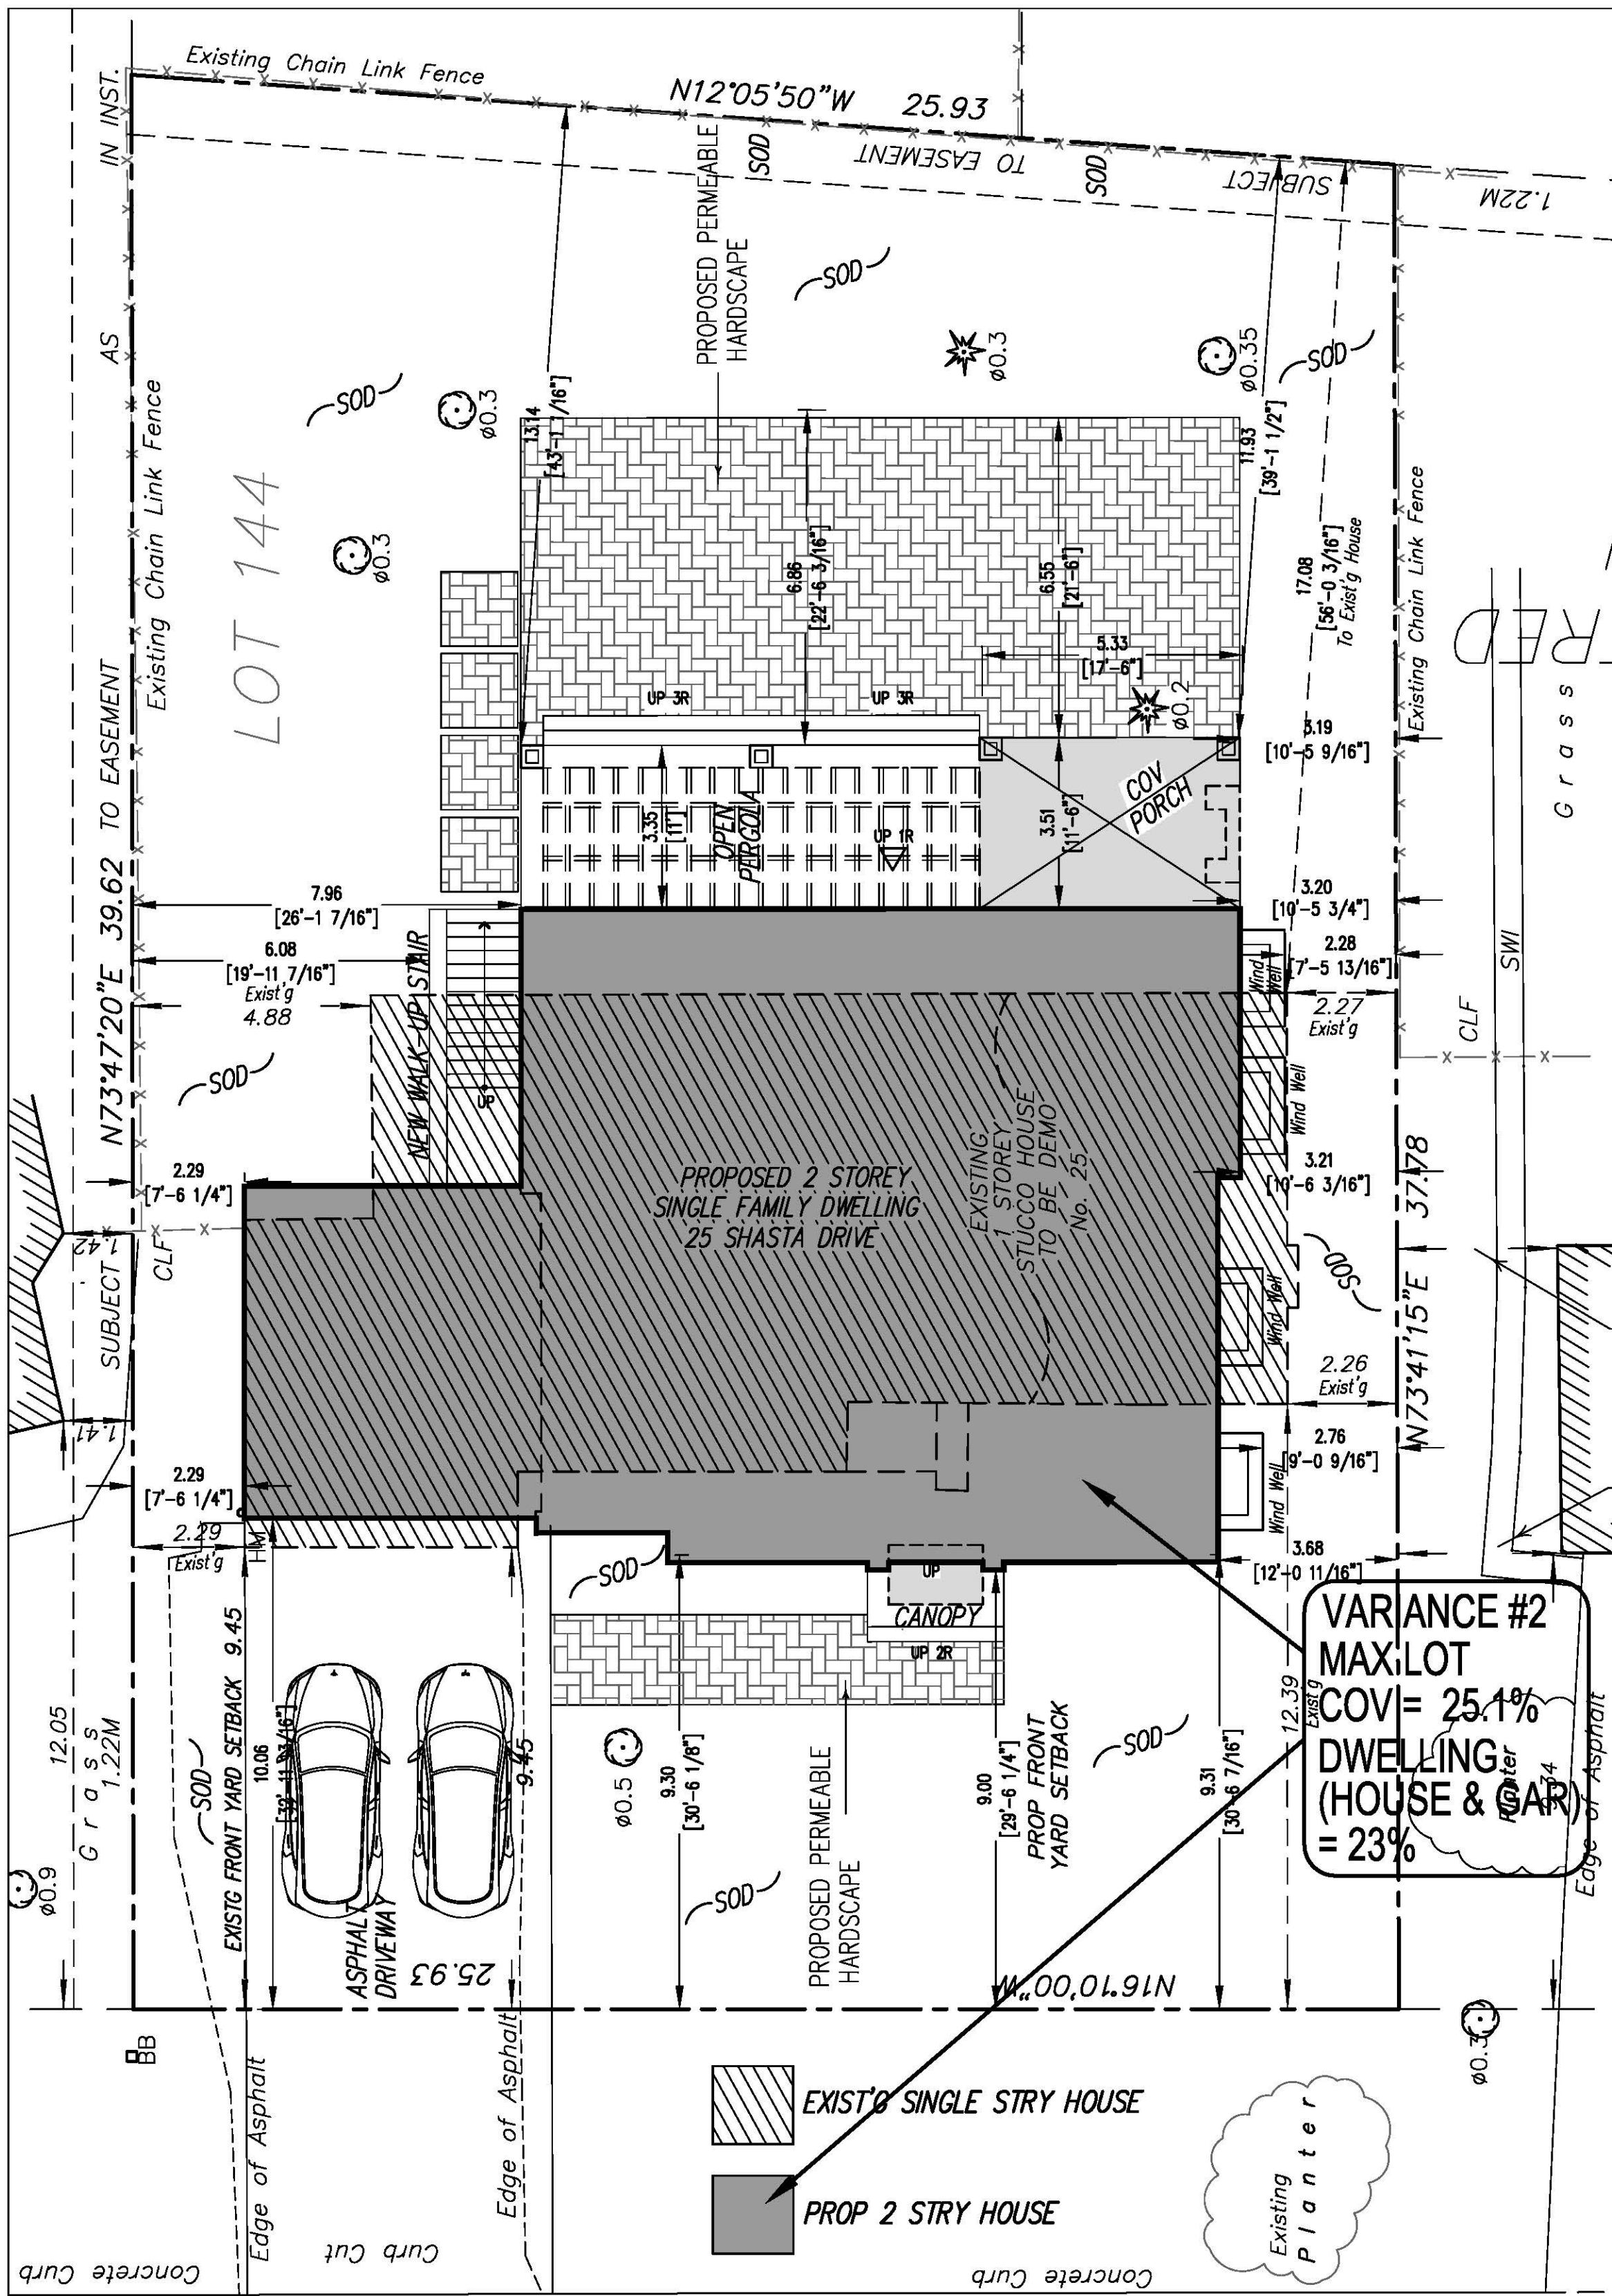 Existing Chain Link Fence
N12°05'50"W 25.93
IN INST.
AS
TO EASEMENT
N73°47'20"E 39.62
SUBJECT
Existing Chain Link Fence
LOT 144
PROPOSED PERMEABLE
HARDSCAPE
SOD
TO EASEMENT
SOD
SUBJECT
1.22M
SOD
SOD
SOD
ø0.3
ø0.3
ø0.3
ø0.35
13.14
[43'-1 1/16"]
11.93
[39'-1 1/2"]
17.08
[56'-0 3/16"]
To Exist'g House
Existing Chain Link Fence
6.86
[22'-6 3/16"]
6.55
[21'-6"]
5.33
[17'-6"]
ø0.2
UP 3R
UP 3R
3.19
[10'-5 9/16"]
3.35
[11']
OPEN
PERGOLA
UP 1R
3.51
[11'-6"]
COV
PORCH
RED
Grass
SWI
CLF
7.96
[26'-1 7/16"]
6.08
[19'-11 7/16"]
Exist'g
4.88
NEW WALK-UP STAIR
UP
SOD
3.20
[10'-5 3/4"]
2.28
[7'-5 13/16"]
Wind
Well
2.27
Exist'g
Wind Well
3.21
[10'-6 3/16"]
2.29
[7'-6 1/4"]
1.42
CLF
PROPOSED 2 STOREY
SINGLE FAMILY DWELLING
25 SHASTA DRIVE
EXISTING
1 STOREY
STUCCO HOUSE
TO BE DEMO
No. 25
SOD
Wind Well
N73°41'15"E 37.78
2.26
Exist'g
1.41
2.29
[7'-6 1/4"]
2.29
Exist'g
HM
2.76
[9'-0 9/16"]
Wind Well
3.68
[12'-0 11/16"]
SOD
UP
CANOPY
UP 2R
VARIANCE #2
MAX LOT
COV = 25.1%
DWELLING
(HOUSE & GAR)
= 23%
12.05
Grass
1.22M
SOD
EXISTG FRONT YARD SETBACK 9.45
10.06
9.45
ASPHALT
DRIVEWAY
25.93
ø0.5
9.30
[30'-6 1/8"]
SOD
PROPOSED PERMEABLE
HARDSCAPE
9.00
[29'-6 1/4"]
PROP FRONT
YARD SETBACK
SOD
9.31
[30'-6 7/16"]
12.39
Exist'g
Planter
Edge of Asphalt
ø0.9
N16°10'00"W
BB
ø0.3
Edge of Asphalt
Edge of Asphalt
EXIST'G SINGLE STRY HOUSE
PROP 2 STRY HOUSE
Existing
Planter
Concrete Curb
Curb Cut
Concrete Curb